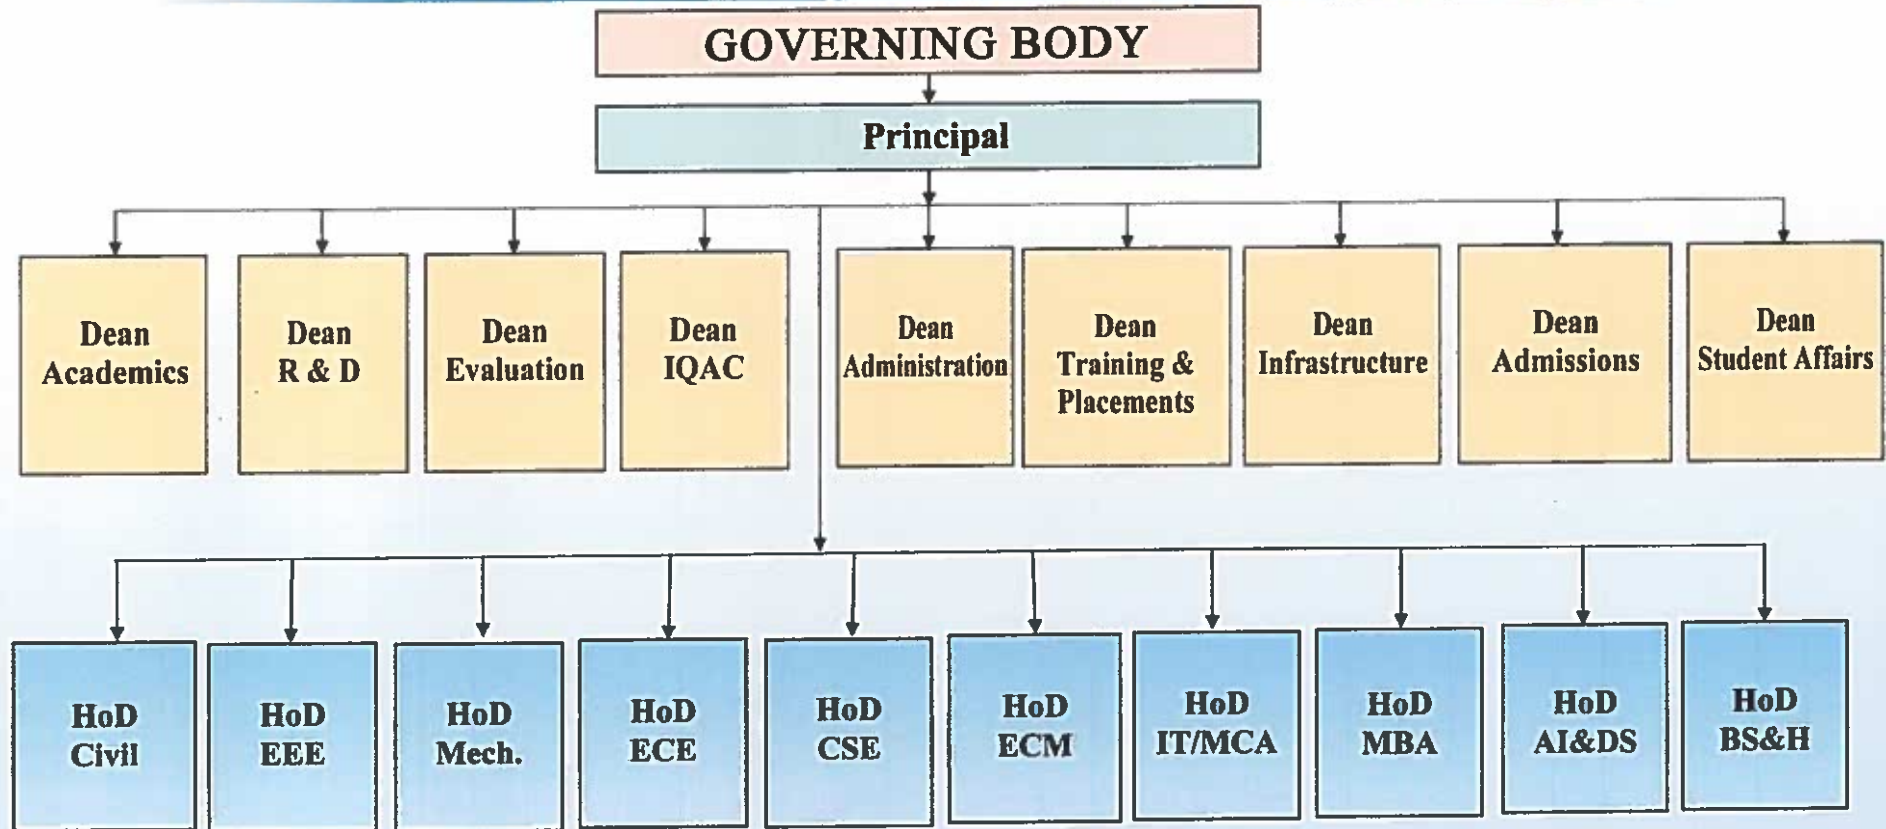 GOVERNING BODY
Principal
Dean
Academics
Dean
R & D
Dean
Evaluation
Dean
IQAC
Dean
Administration
Dean
Training &
Placements
Dean
Infrastructure
Dean
Admissions
Dean
Student Affairs
HoD
Civil
HoD
EEE
HoD
Mech.
HoD
ECE
HoD
CSE
HoD
ECM
HoD
IT/MCA
HoD
MBA
HoD
AI&DS
HoD
BS&H